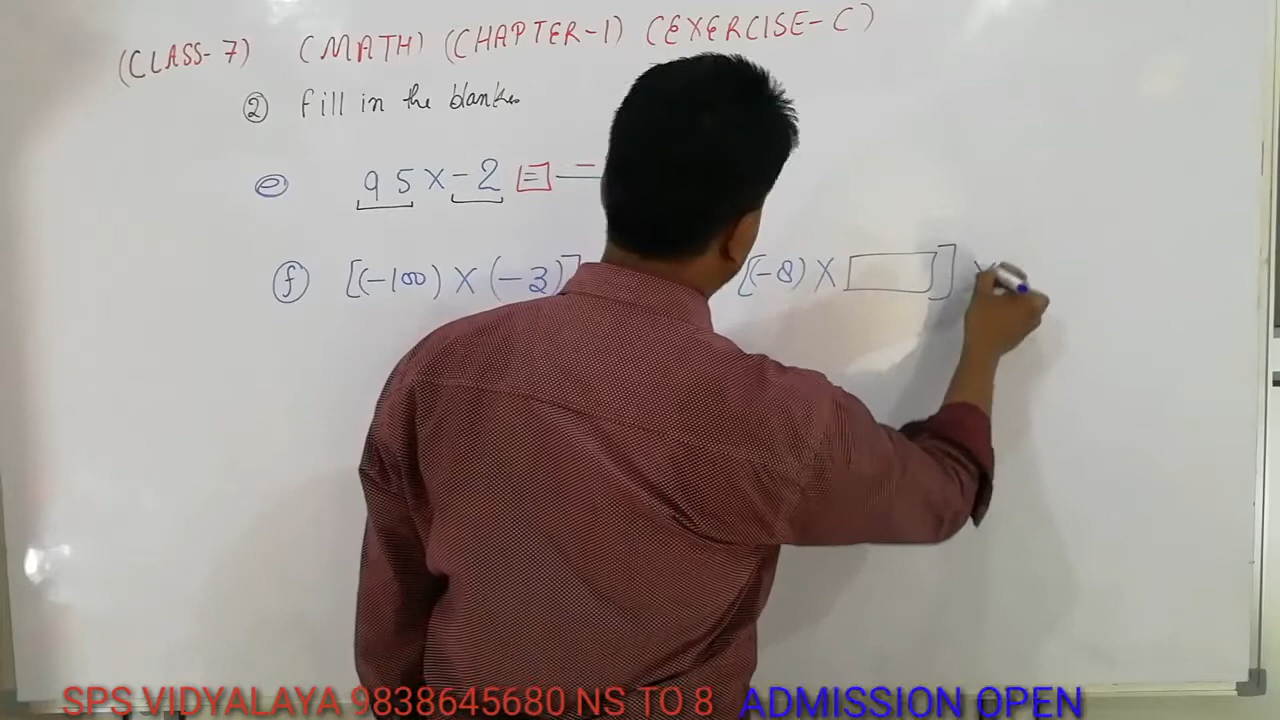 (CLASS-7) (MATH) (CHAPTER-1) (EXERCISE-C)
② Fill in the blanks
ⓔ 95 × -2 = —
ⓕ [(-100) × (-3)] [(-8) × ] ×
SPS VIDYALAYA 9838645680 NS TO 8 ADMISSION OPEN